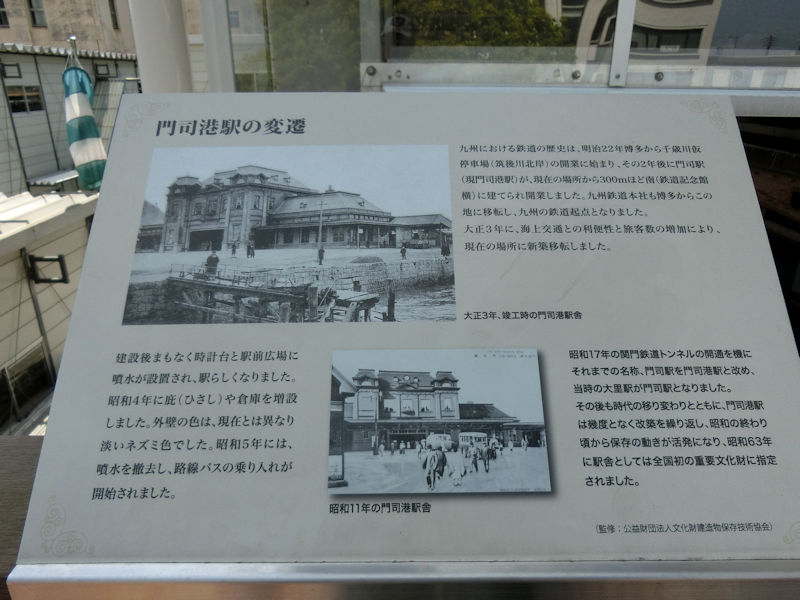 門司港駅の変遷
九州における鉄道の歴史は、明治22年博多から千歳川仮
停車場(筑後川北岸)の開業に始まり、その2年後に門司駅
(現門司港駅)が、現在の場所から300mほど南(鉄道記念館
横)に建てられ開業しました。九州鉄道本社も博多からこの
地に移転し、九州の鉄道起点となりました。
大正3年に、海上交通との利便性と旅客数の増加により、
現在の場所に新築移転しました。
大正3年、竣工時の門司港駅舎
建設後まもなく時計台と駅前広場に
噴水が設置され、駅らしくなりました。
昭和4年に庇(ひさし)や倉庫を増設
しました。外壁の色は、現在とは異なり
淡いネズミ色でした。昭和5年には、
噴水を撤去し、路線バスの乗り入れが
開始されました。
昭和11年の門司港駅舎
昭和17年の関門鉄道トンネルの開通を機に
それまでの名称、門司駅を門司港駅と改め、
当時の大里駅が門司駅となりました。
その後も時代の移り変わりとともに、門司港駅
は幾度となく改築を繰り返し、昭和の終わり
頃から保存の動きが活発になり、昭和63年
に駅舎としては全国初の重要文化財に指定
されました。
(監修:公益財団法人文化財建造物保存技術協会)